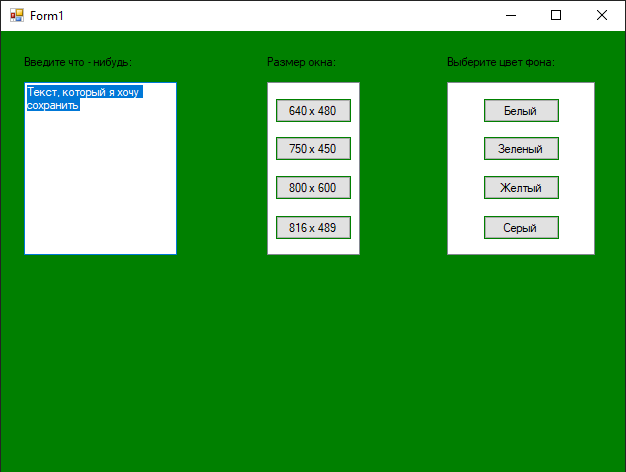 Form1
Введите что - нибудь:
Размер окна:
Выберите цвет фона:
Текст, который я хочу
сохранить
640 x 480
750 x 450
800 x 600
816 x 489
Белый
Зеленый
Желтый
Серый